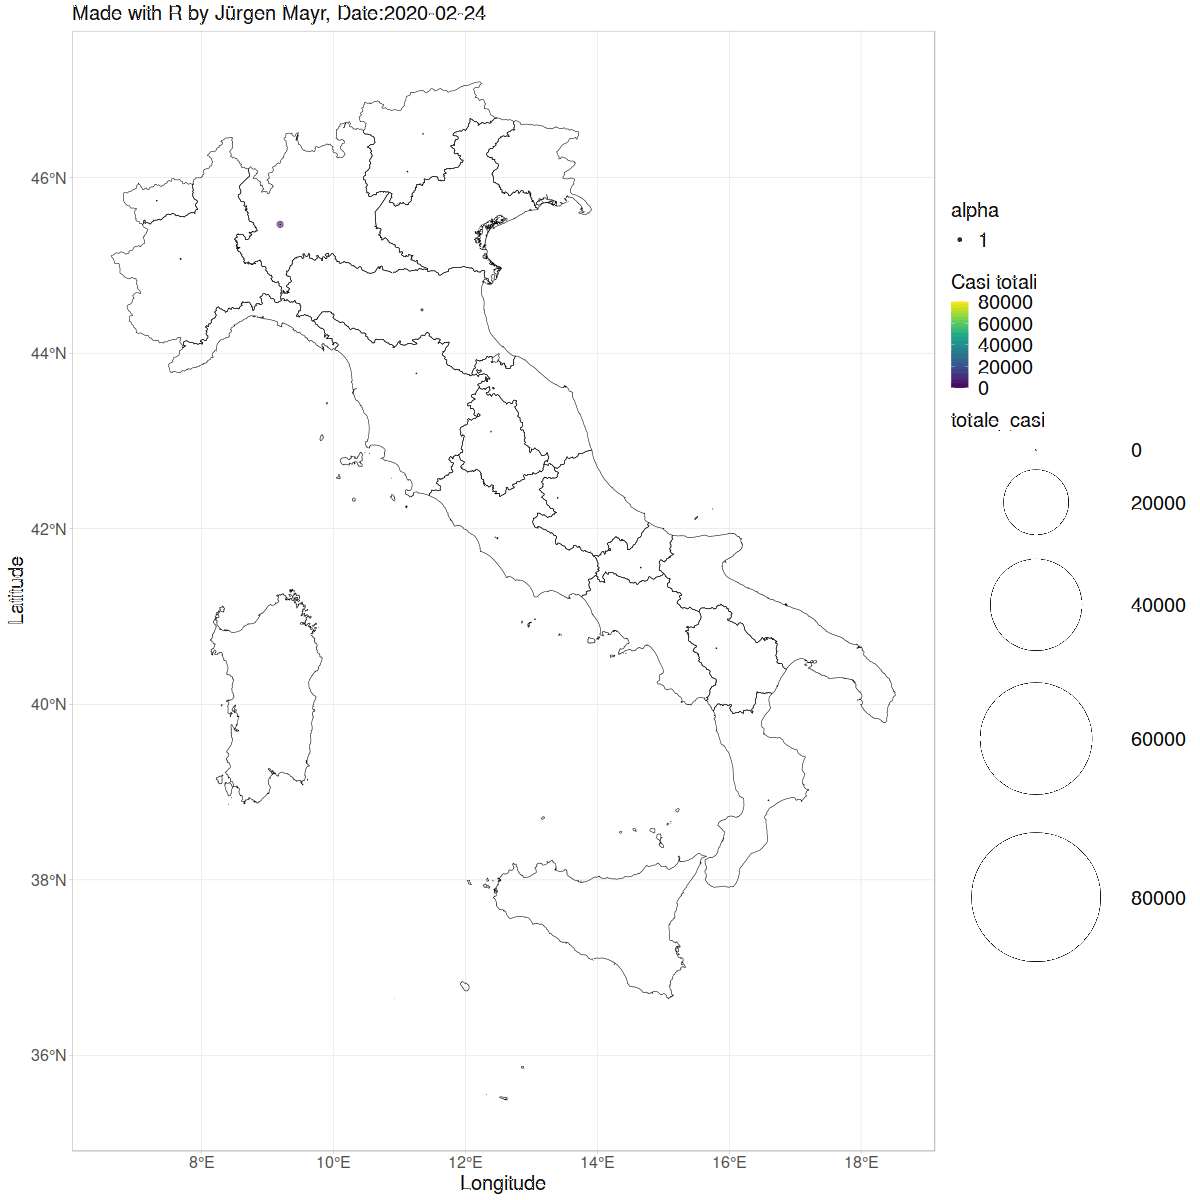 Made with R by Jürgen Mayr, Date:2020-02-24
46°N
44°N
42°N
40°N
38°N
36°N
Latitude
8°E
10°E
12°E
14°E
16°E
18°E
Longitude
alpha
1
Casi totali
80000
60000
40000
20000
0
totale_casi
0
20000
40000
60000
80000